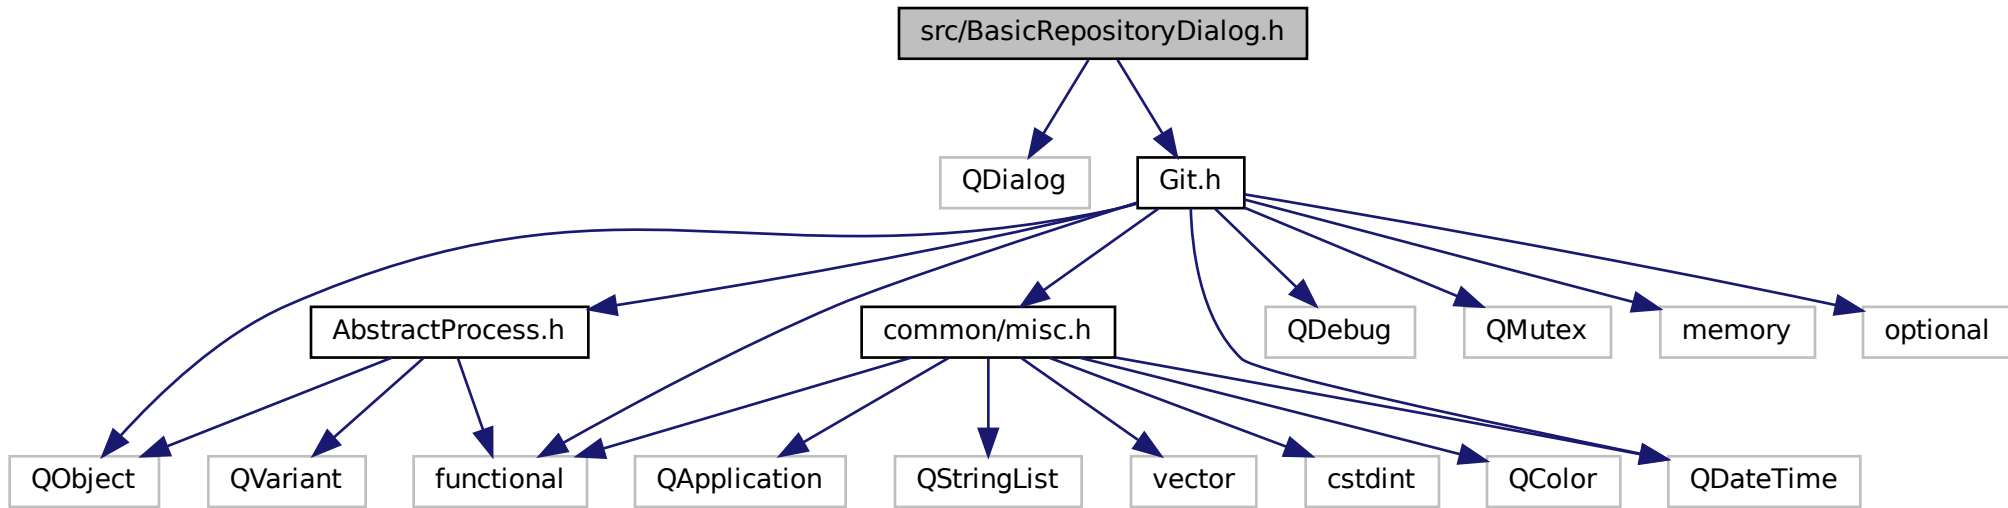 src/BasicRepositoryDialog.h
QDialog
Git.h
AbstractProcess.h
common/misc.h
QDebug
QMutex
memory
optional
QObject
QVariant
functional
QApplication
QStringList
vector
cstdint
QColor
QDateTime